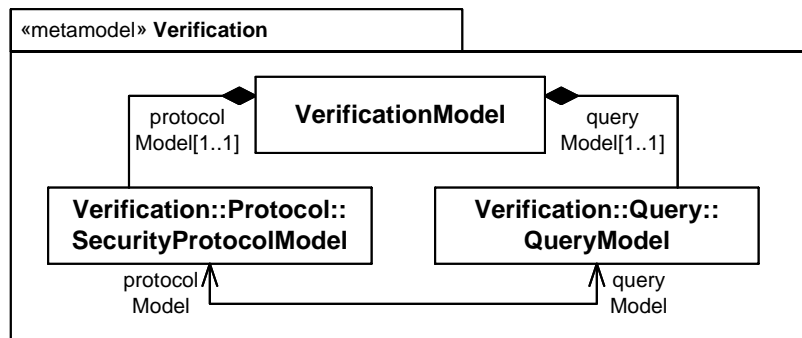 «metamodel» Verification
VerificationModel
protocol
Model[1..1]
query
Model[1..1]
Verification::Protocol::
SecurityProtocolModel
Verification::Query::
QueryModel
protocol
Model
query
Model